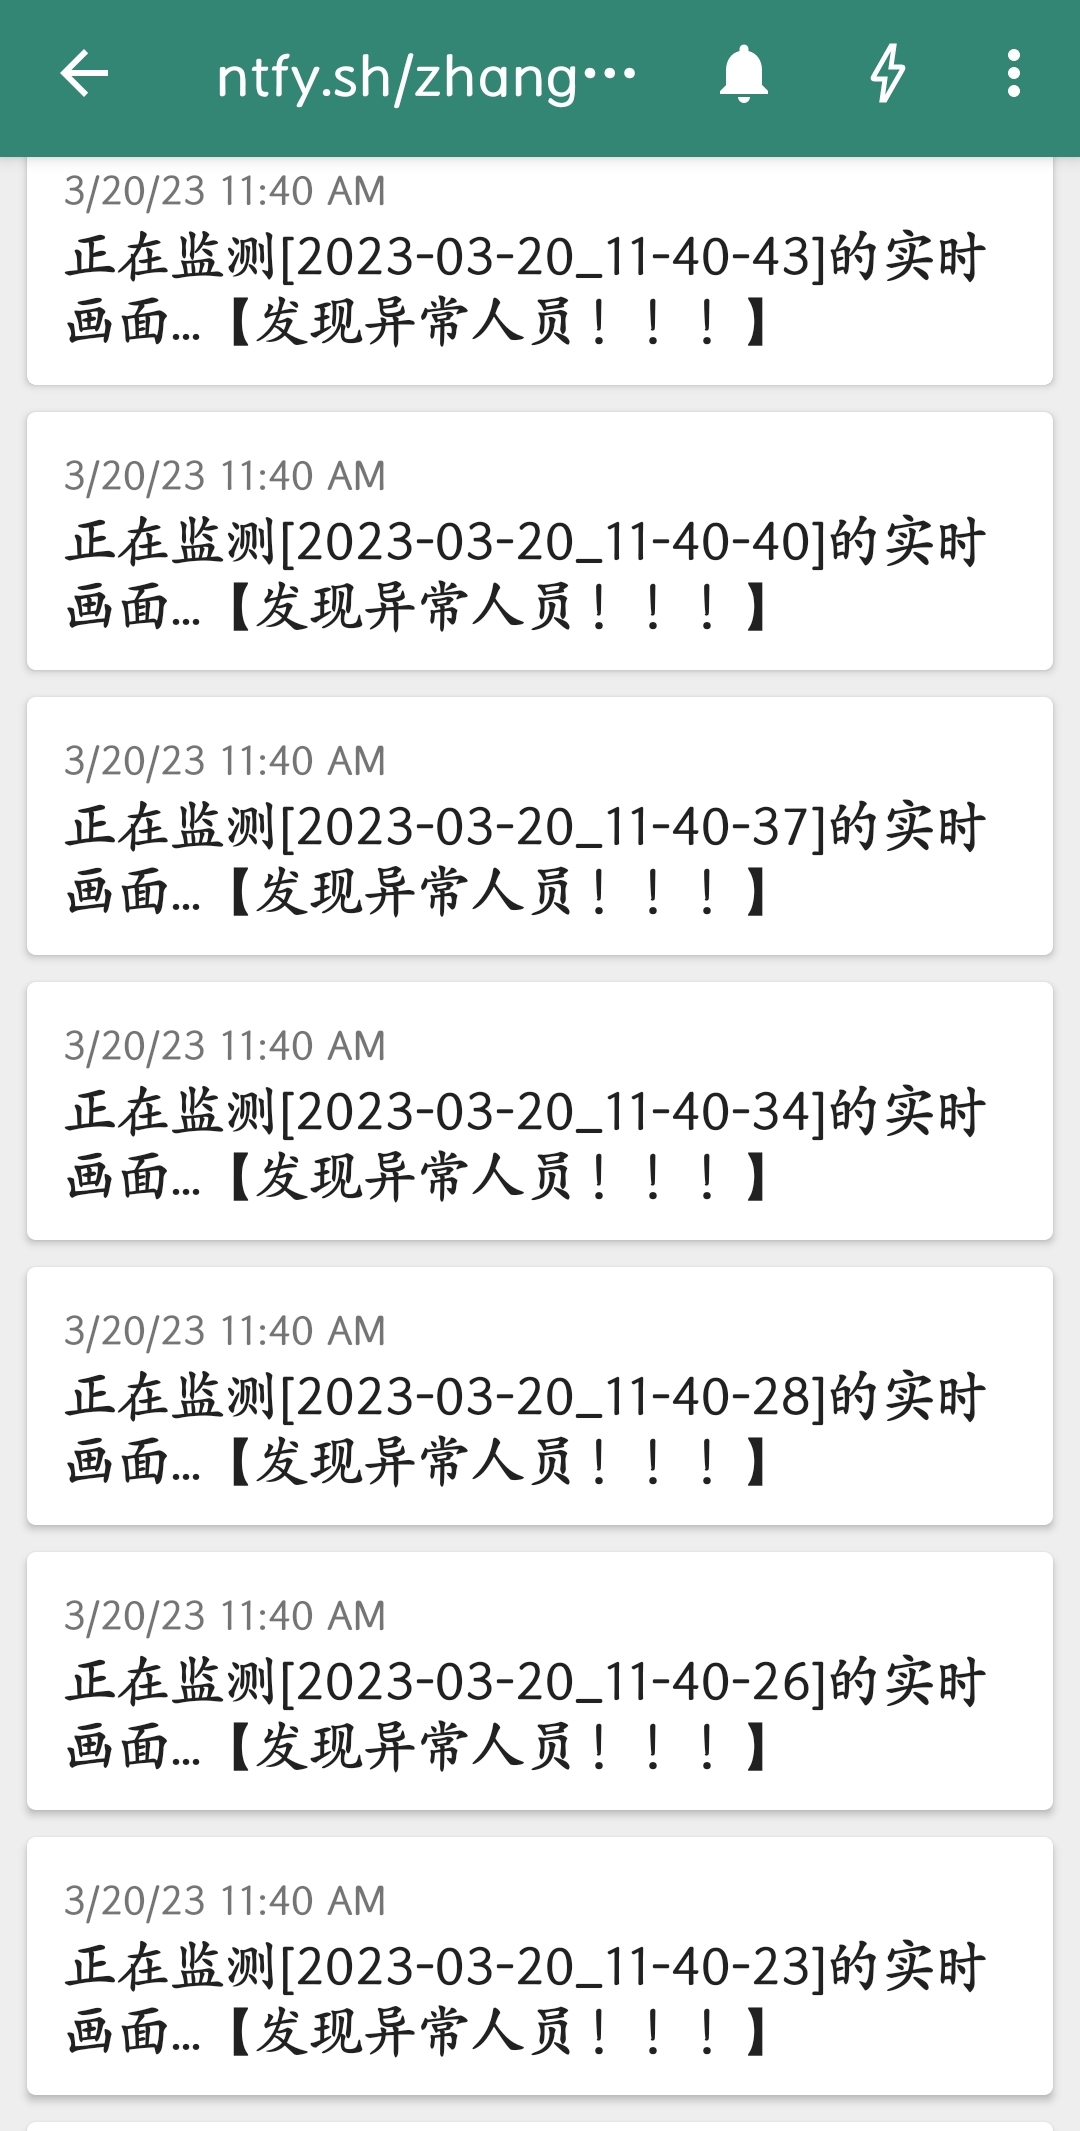 ntfy.sh/zhang…
3/20/23 11:40 AM
正在监测[2023-03-20_11-40-43]的实时
画面...【发现异常人员！！！】
3/20/23 11:40 AM
正在监测[2023-03-20_11-40-40]的实时
画面...【发现异常人员！！！】
3/20/23 11:40 AM
正在监测[2023-03-20_11-40-37]的实时
画面...【发现异常人员！！！】
3/20/23 11:40 AM
正在监测[2023-03-20_11-40-34]的实时
画面...【发现异常人员！！！】
3/20/23 11:40 AM
正在监测[2023-03-20_11-40-28]的实时
画面...【发现异常人员！！！】
3/20/23 11:40 AM
正在监测[2023-03-20_11-40-26]的实时
画面...【发现异常人员！！！】
3/20/23 11:40 AM
正在监测[2023-03-20_11-40-23]的实时
画面...【发现异常人员！！！】